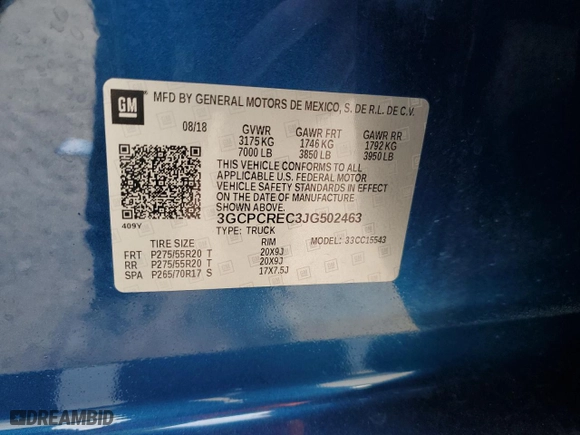 GM
MFD BY GENERAL MOTORS DE MEXICO, S. DE R.L. DE C.V.
08/18 GVWR GAWR FRT GAWR RR
3175 KG 1746 KG 1792 KG
7000 LB 3850 LB 3950 LB
THIS VEHICLE CONFORMS TO ALL
APPLICABLE U.S. FEDERAL MOTOR
VEHICLE SAFETY STANDARDS IN EFFECT
ON THE DATE OF MANUFACTURE
SHOWN ABOVE.
409Y 3GCPCREC3JG502463
TYPE: TRUCK
TIRE SIZE RIM MODEL: 33CC15543
FRT P275/55R20 T 20X9J
RR P275/55R20 T 20X9J
SPA P265/70R17 S 17X7.5J
DREAMBID